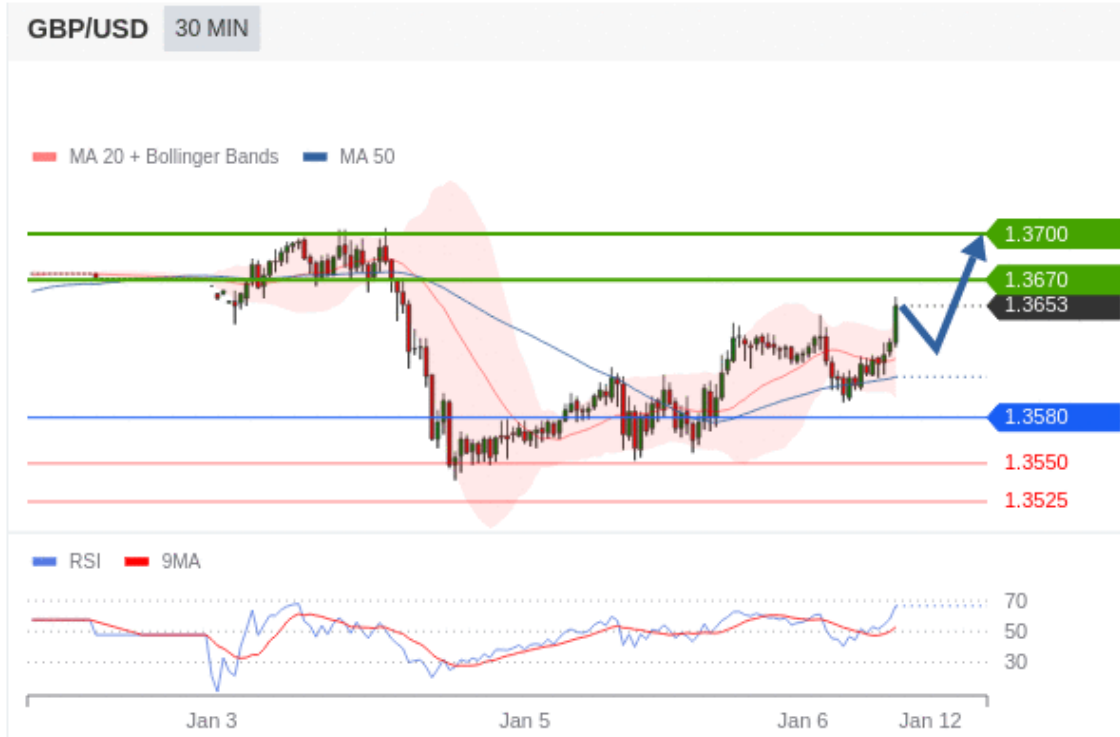 GBP/USD 30 MIN
MA 20 + Bollinger Bands MA 50
1.3700
1.3670
1.3653
1.3580
1.3550
1.3525
RSI 9MA
70
50
30
Jan 3 Jan 5 Jan 6 Jan 12